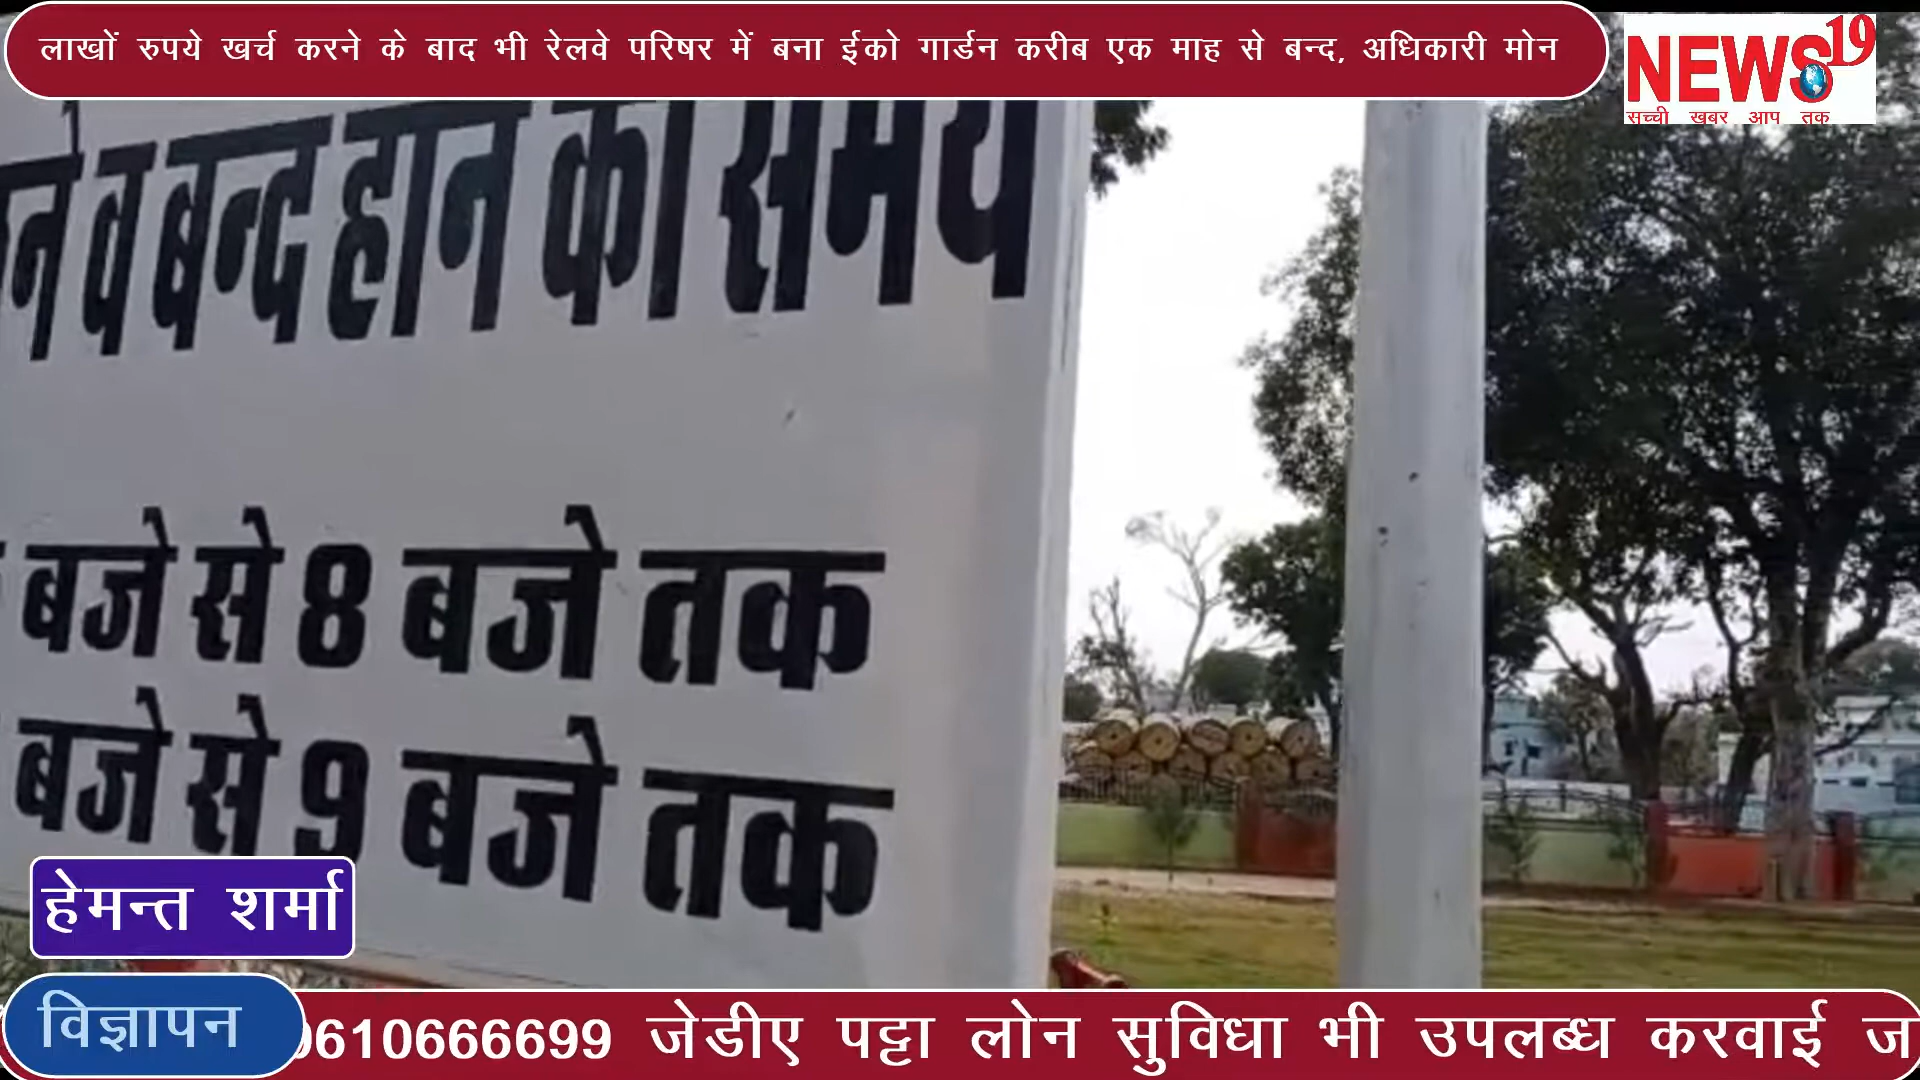 लाखों रुपये खर्च करने के बाद भी रेलवे परिषर में बना ईको गार्डन करीब एक माह से बन्द, अधिकारी मोन
NEWS19
सच्ची खबर आप तक
व बन्द होने का समय
बजे से 8 बजे तक
बजे से 9 बजे तक
हेमन्त शर्मा
विज्ञापन
9610666699 जेडीए पट्टा लोन सुविधा भी उपलब्ध करवाई